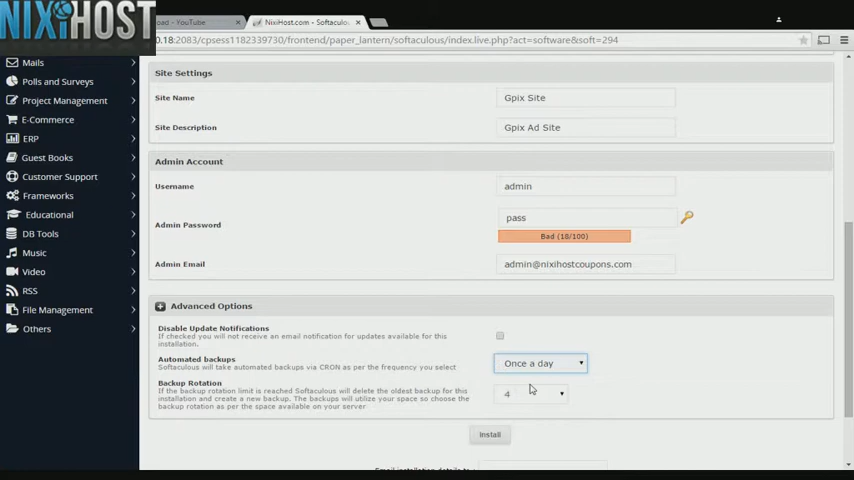 NIXIHOST
oad - YouTube
NixiHost.com - Softaculou
0.18:2083/cpsess1182339730/frontend/paper_lantern/softaculous/index.live.php?act=software&soft=294
Mails
Polls and Surveys
Project Management
E-Commerce
ERP
Guest Books
Customer Support
Frameworks
Educational
DB Tools
Music
Video
RSS
File Management
Others
Site Settings
Site Name
Gpix Site
Site Description
Gpix Ad Site
Admin Account
Username
admin
Admin Password
pass
Bad (18/100)
Admin Email
admin@nixihostcoupons.com
Advanced Options
Disable Update Notifications
If checked you will not receive an email notification for updates available for this
installation.
Automated backups
Softaculous will take automated backups via CRON as per the frequency you select
Once a day
Backup Rotation
If the backup rotation limit is reached Softaculous will delete the oldest backup for this
installation and create a new backup. The backups will utilize your space so choose the
backup rotation as per the space available on your server
4
Install
Email installation details to